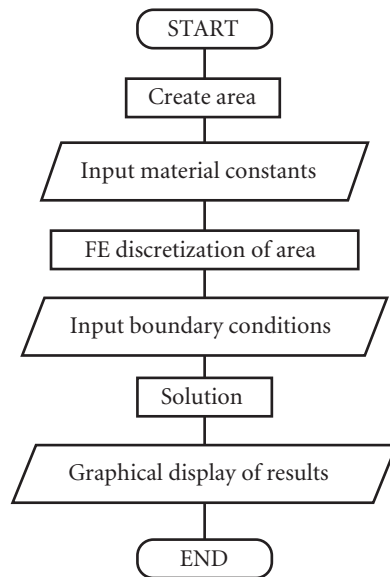 START
Create area
Input material constants
FE discretization of area
Input boundary conditions
Solution
Graphical display of results
END